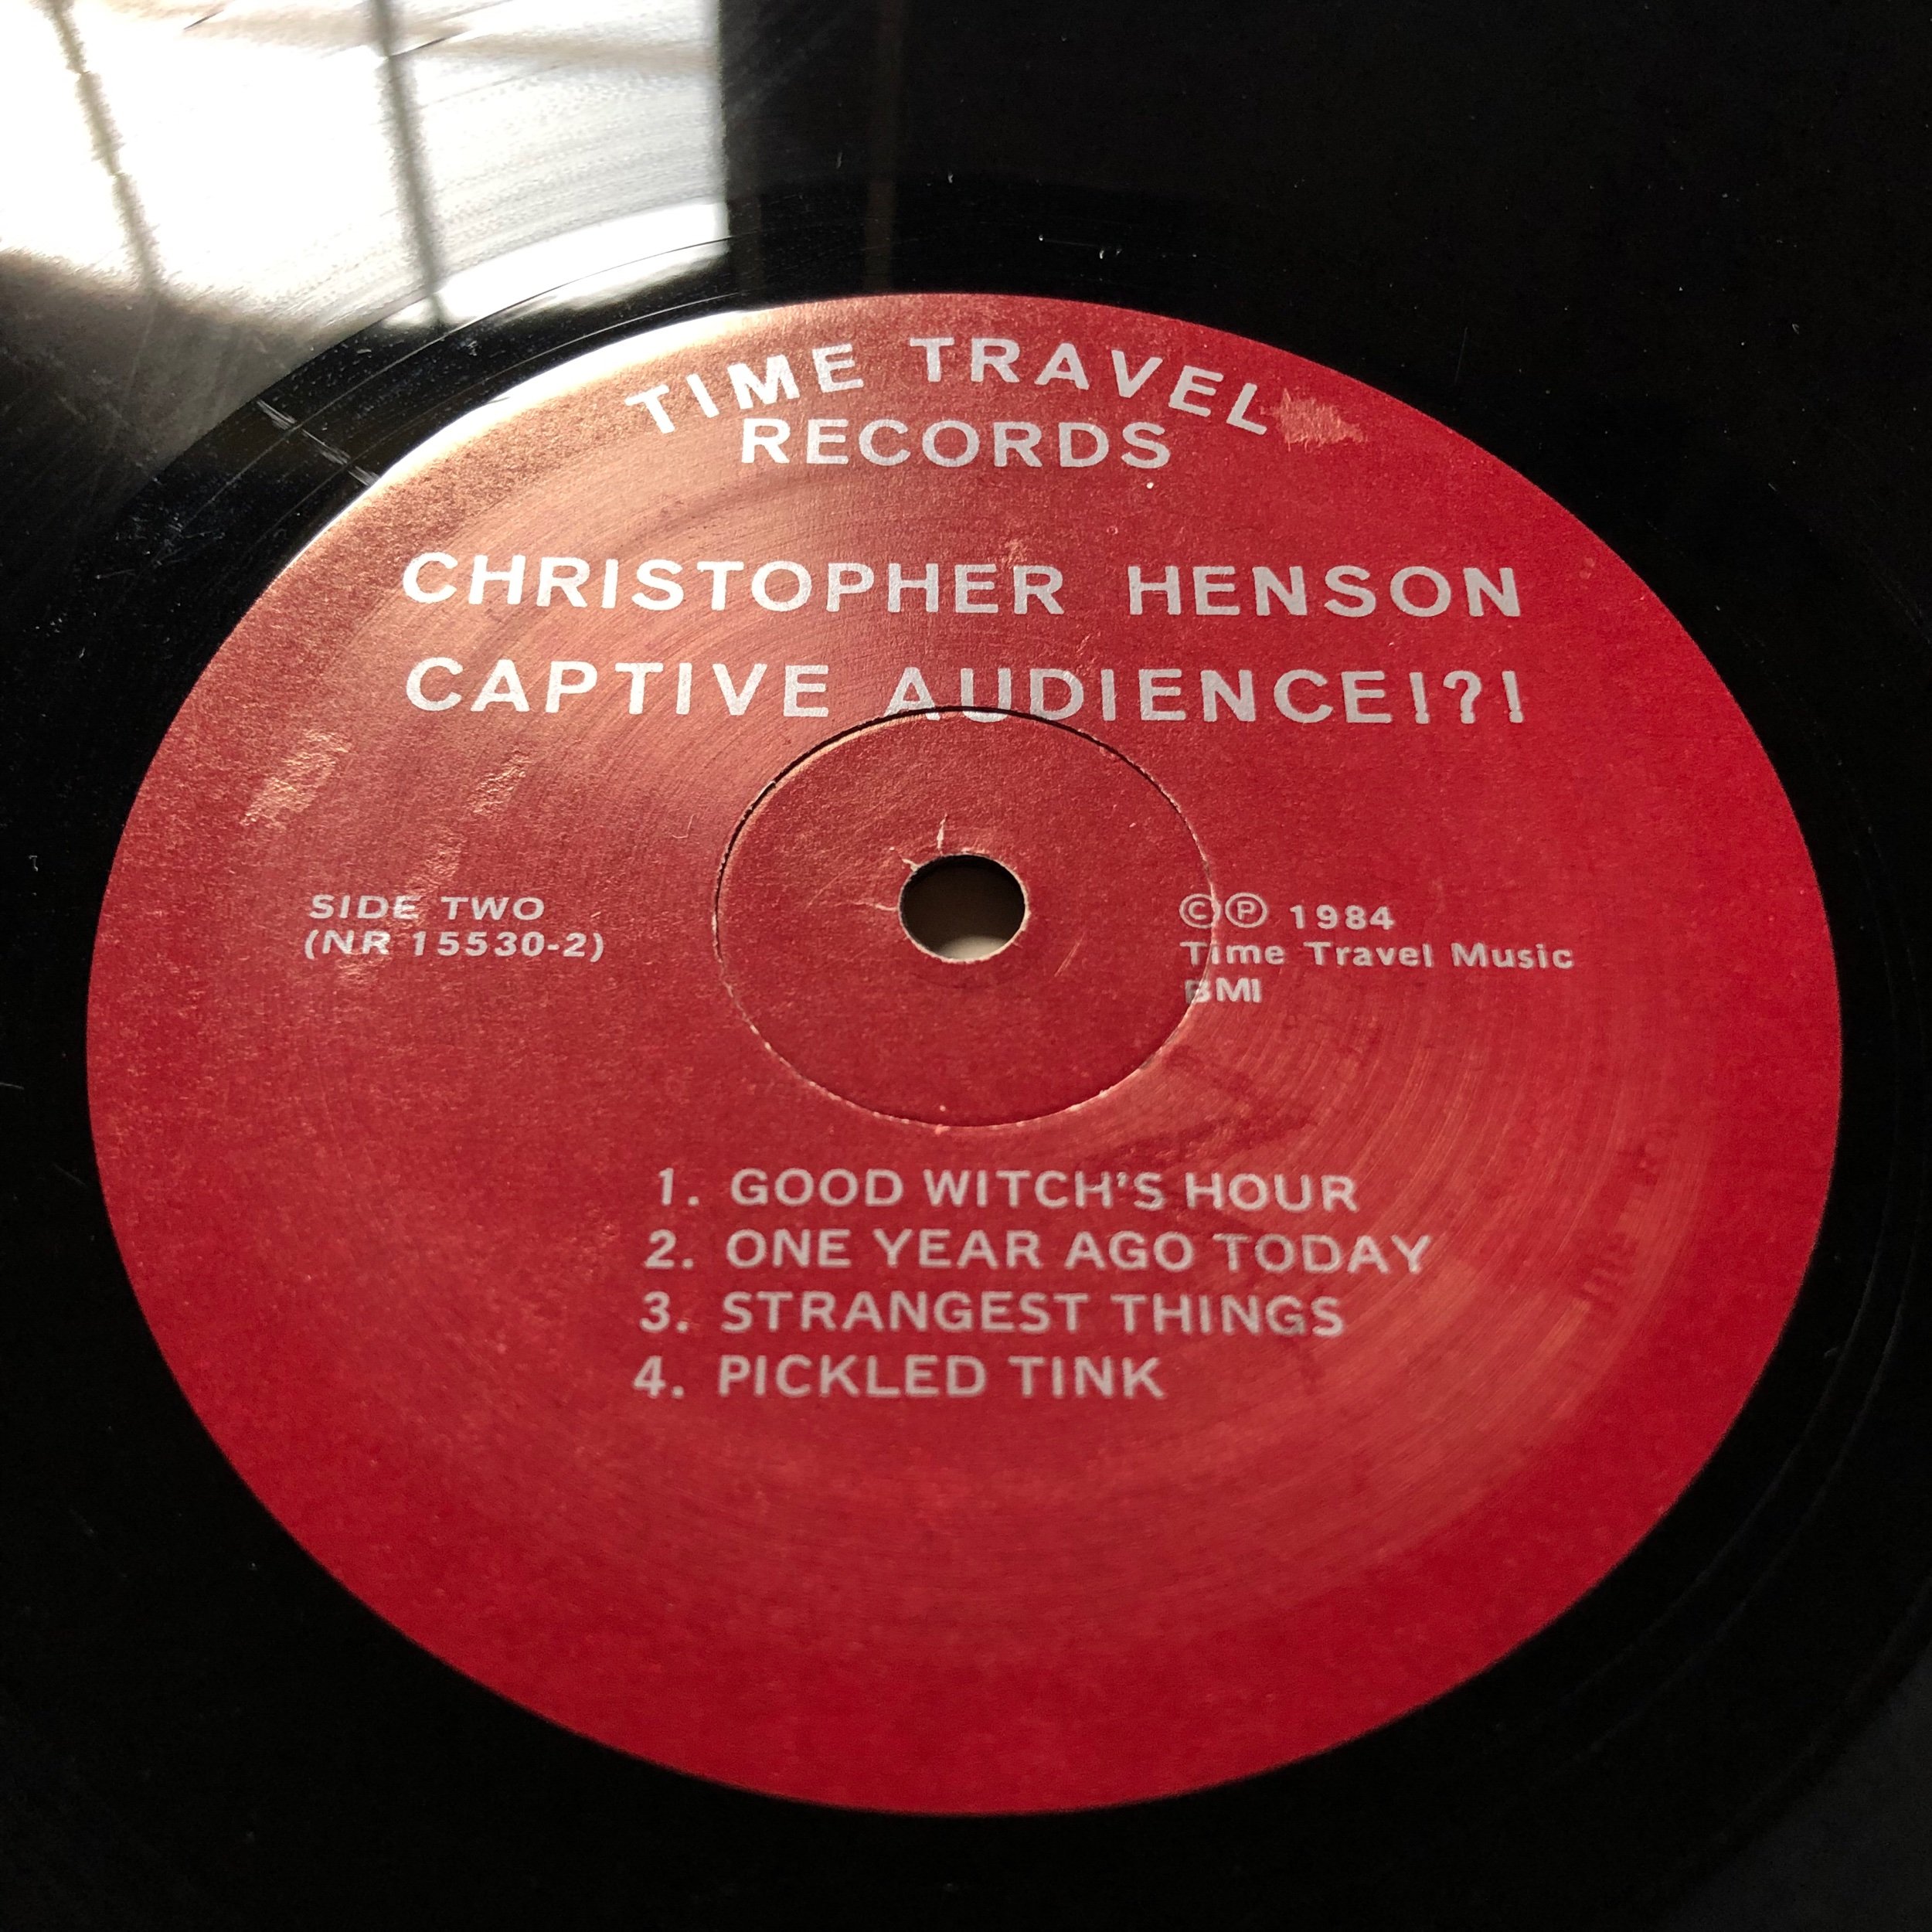 TIME TRAVEL
RECORDS
CHRISTOPHER HENSON
CAPTIVE AUDIENCE!?!
SIDE TWO
(NR 15530-2)
©℗ 1984
Time Travel Music
BMI
1. GOOD WITCH'S HOUR
2. ONE YEAR AGO TODAY
3. STRANGEST THINGS
4. PICKLED TINK